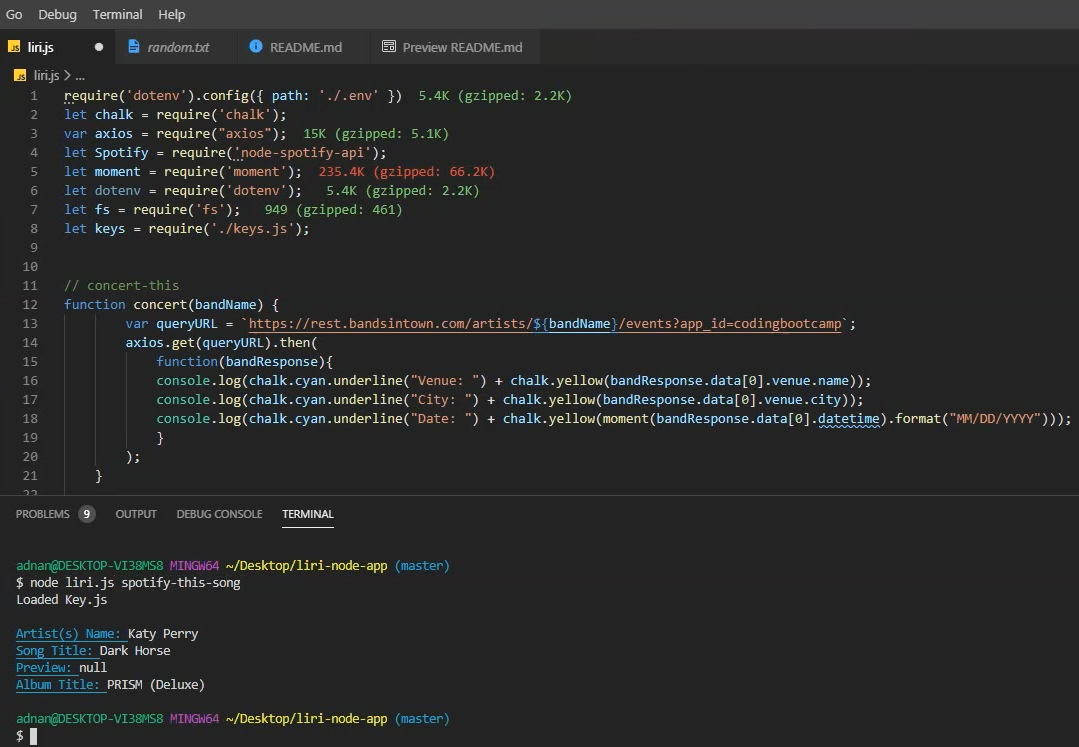 Go Debug Terminal Help
JS liri.js random.txt README.md Preview README.md
JS liri.js > ...
1 require('dotenv').config({ path: './.env' }) 5.4K (gzipped: 2.2K)
2 let chalk = require('chalk');
3 var axios = require("axios"); 15K (gzipped: 5.1K)
4 let Spotify = require('node-spotify-api');
5 let moment = require('moment'); 235.4K (gzipped: 66.2K)
6 let dotenv = require('dotenv'); 5.4K (gzipped: 2.2K)
7 let fs = require('fs'); 949 (gzipped: 461)
8 let keys = require('./keys.js');
9
10
11 // concert-this
12 function concert(bandName) {
13 var queryURL = `https://rest.bandsintown.com/artists/${bandName}/events?app_id=codingbootcamp`;
14 axios.get(queryURL).then(
15 function(bandResponse){
16 console.log(chalk.cyan.underline("Venue: ") + chalk.yellow(bandResponse.data[0].venue.name));
17 console.log(chalk.cyan.underline("City: ") + chalk.yellow(bandResponse.data[0].venue.city));
18 console.log(chalk.cyan.underline("Date: ") + chalk.yellow(moment(bandResponse.data[0].datetime).format("MM/DD/YYYY")));
19 }
20 );
21 }
22
PROBLEMS 9 OUTPUT DEBUG CONSOLE TERMINAL
adnan@DESKTOP-VI38MS8 MINGW64 ~/Desktop/liri-node-app (master)
$ node liri.js spotify-this-song
Loaded Key.js
Artist(s) Name: Katy Perry
Song Title: Dark Horse
Preview: null
Album Title: PRISM (Deluxe)
adnan@DESKTOP-VI38MS8 MINGW64 ~/Desktop/liri-node-app (master)
$